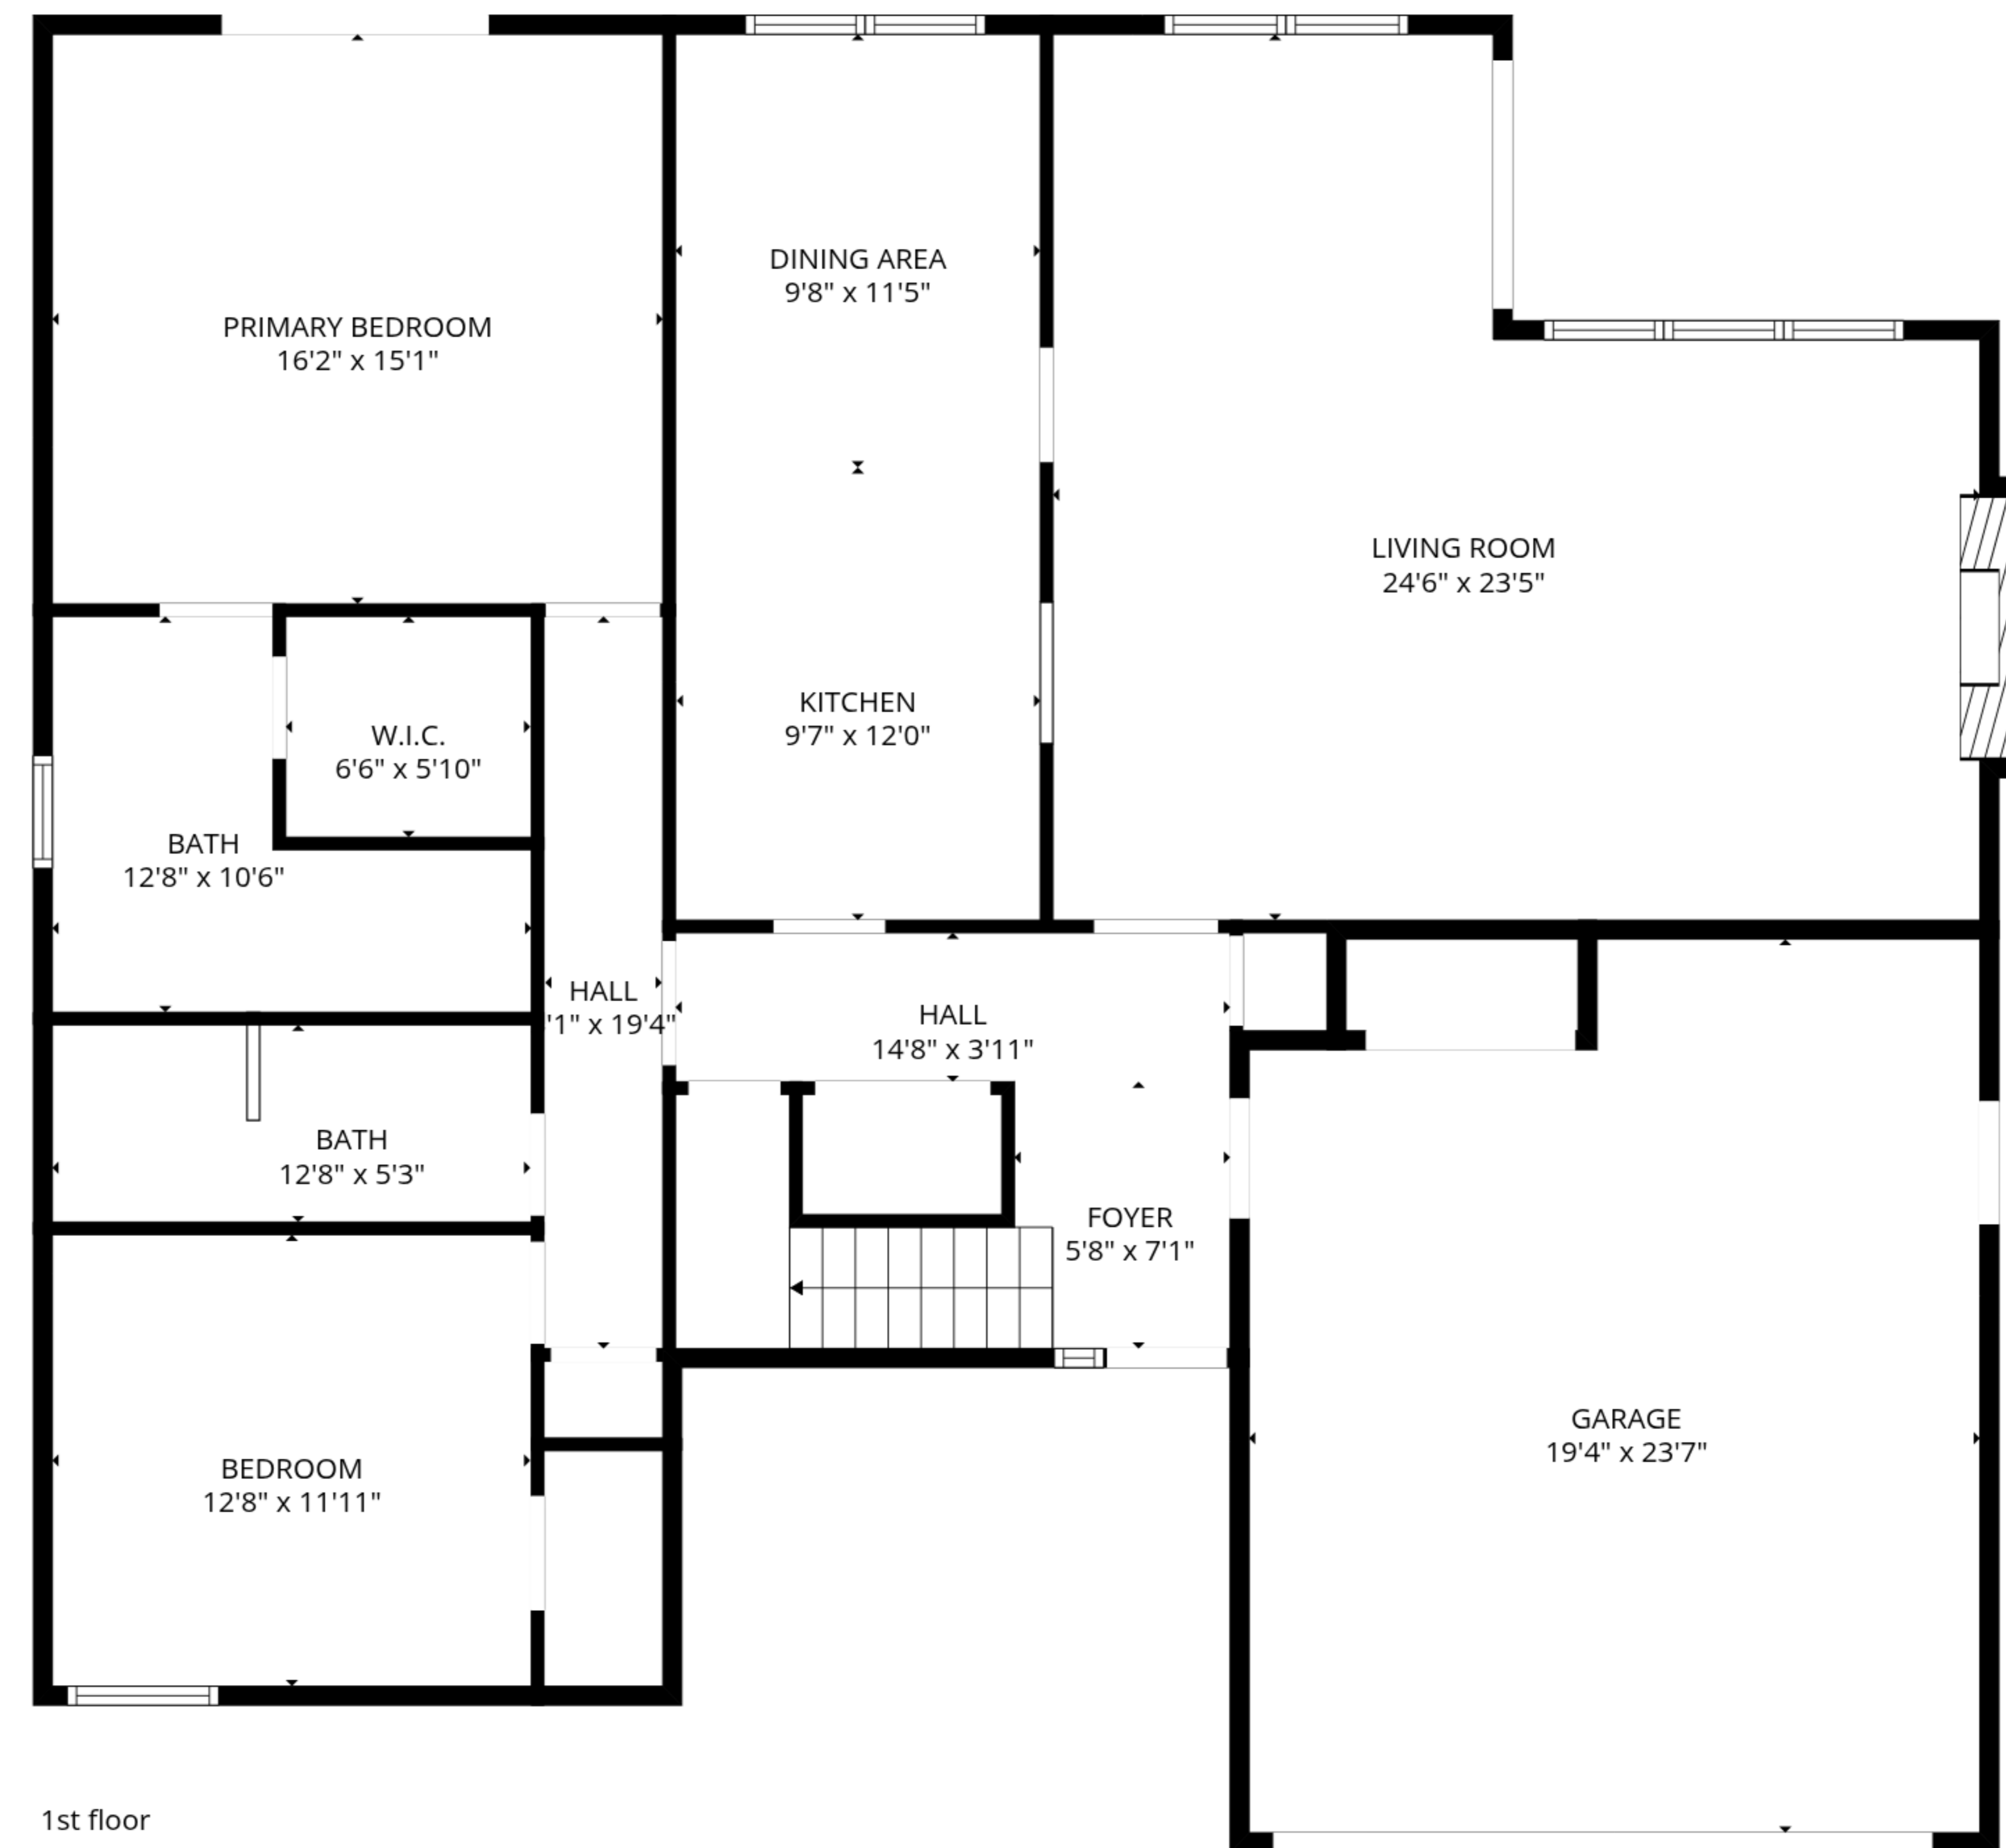 DINING AREA
9'8" x 11'5"
PRIMARY BEDROOM
16'2" x 15'1"
LIVING ROOM
24'6" x 23'5"
KITCHEN
9'7" x 12'0"
W.I.C.
6'6" x 5'10"
BATH
12'8" x 10'6"
HALL
'1" x 19'4"
HALL
14'8" x 3'11"
BATH
12'8" x 5'3"
FOYER
5'8" x 7'1"
GARAGE
19'4" x 23'7"
BEDROOM
12'8" x 11'11"
1st floor